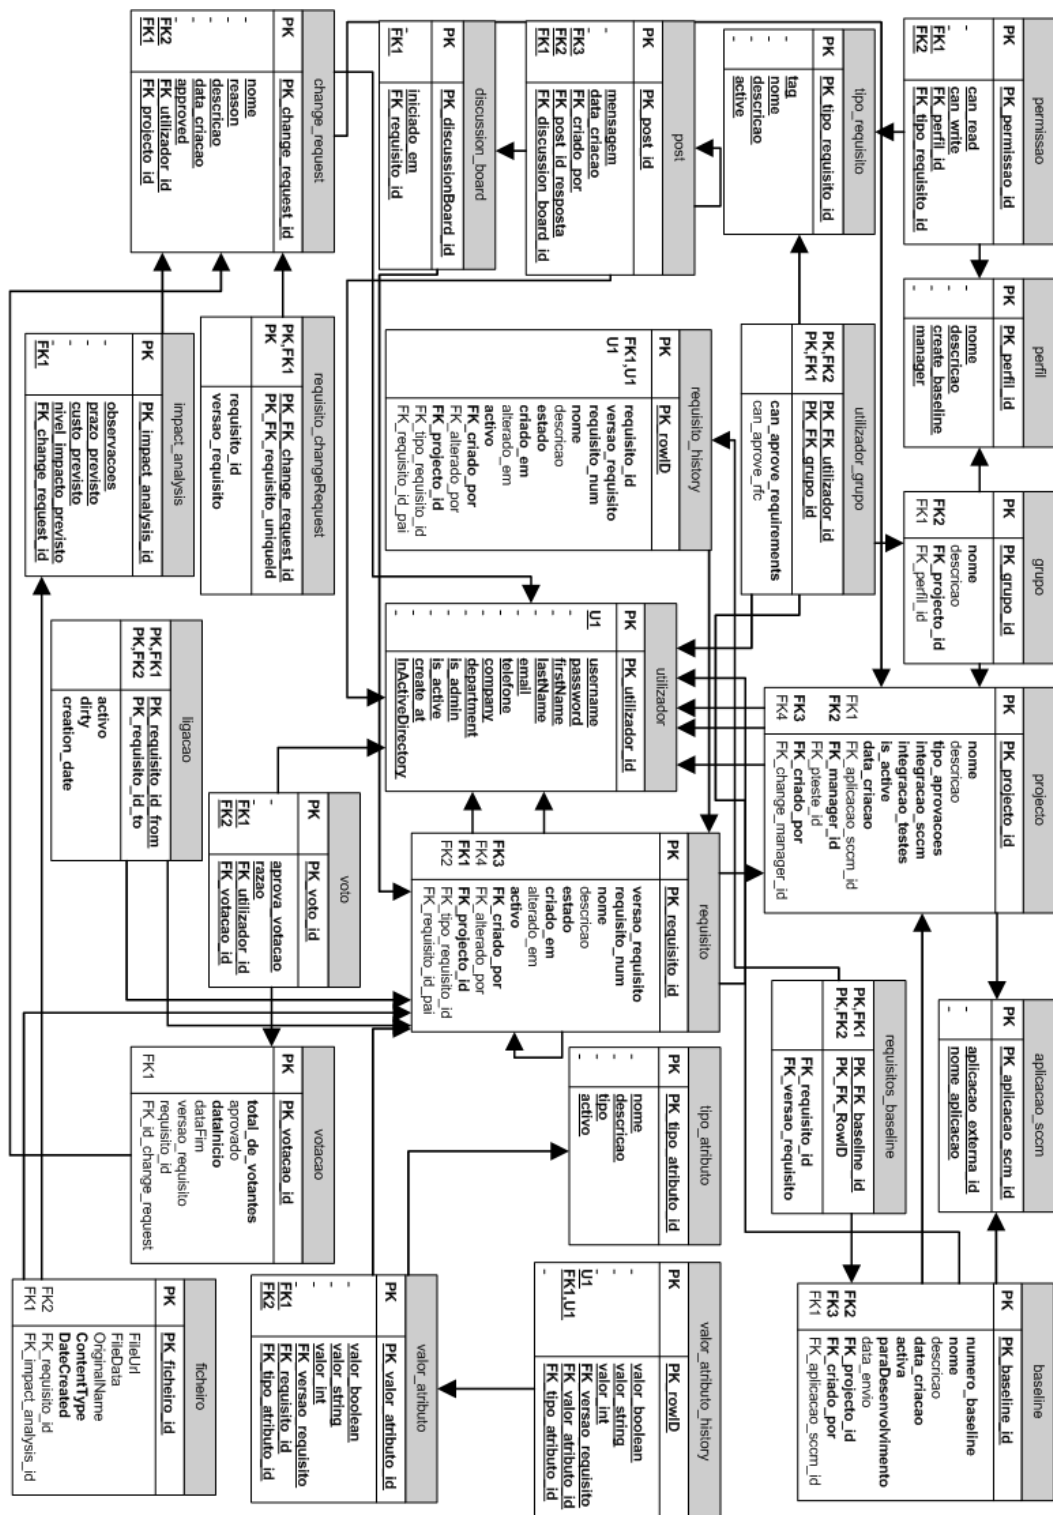 permissao
PK PK_permissao_id
- can_read
- can_write
FK1 FK_perfil_id
FK2 FK_tipo_requisito_id
perfil
PK PK_perfil_id
- nome
- descricao
- create_baseline
- manager
grupo
PK PK_grupo_id
nome
descricao
FK2 FK_projecto_id
FK1 FK_perfil_id
projecto
PK PK_projecto_id
nome
descricao
tipo_aprovacoes
integracao_sccm
integracao_testes
is_active
data_criacao
FK1 FK_aplicacao_sccm_id
FK2 FK_manager_id
FK_pteste_id
FK3 FK_criado_por
FK4 FK_change_manager_id
aplicacao_sccm
PK PK_aplicacao_scm_id
- aplicacao_externa_id
- nome_aplicacao
baseline
PK PK_baseline_id
numero_baseline
nome
descricao
data_criacao
activa
paraDesenvolvimento
data_envio
FK2 FK_projecto_id
FK3 FK_criado_por
FK1 FK_aplicacao_sccm_id
tipo_requisito
PK PK_tipo_requisito_id
- tag
- nome
- descricao
- active
utilizador_grupo
PK,FK2 PK_FK_utilizador_id
PK,FK1 PK_FK_grupo_id
can_aprove_requirements
can_aprove_rfc
requisitos_baseline
PK,FK1 PK_FK_baseline_id
PK,FK2 PK_FK_RowID
FK_requisito_id
FK_versao_requisito
post
PK PK_post_id
- mensagem
- data_criacao
FK3 FK_criado_por
FK2 FK_post_id_resposta
FK1 FK_discussion_board_id
requisito_history
PK PK_rowID
requisito_id
FK1,U1 versao_requisito
U1 requisito_num
nome
descricao
estado
criado_em
alterado_em
activo
FK_criado_por
FK_alterado_por
FK_projecto_id
FK_tipo_requisito_id
FK_requisito_id_pai
utilizador
PK PK_utilizador_id
U1 username
- password
- firstName
- lastName
- email
- telefone
- company
- department
- is_admin
- is_active
- create_at
- InActiveDirectory
requisito
PK PK_requisito_id
versao_requisito
requisito_num
nome
descricao
estado
criado_em
alterado_em
activo
FK3 FK_criado_por
FK4 FK_alterado_por
FK1 FK_projecto_id
FK2 FK_tipo_requisito_id
FK_requisito_id_pai
tipo_atributo
PK PK_tipo_atributo_id
- nome
- descricao
- tipo
- activo
valor_atributo_history
PK PK_rowID
- valor_boolean
- valor_string
- valor_int
U1 FK_versao_requisito
FK1,U1 FK_valor_atributo_id
- FK_tipo_atributo_id
discussion_board
PK PK_discussionBoard_id
- iniciado_em
FK1 FK_requisito_id
change_request
PK PK_change_request_id
- nome
- reason
- descricao
- data_criacao
- approved
FK2 FK_utilizador_id
FK1 FK_projecto_id
requisito_changeRequest
PK,FK1 PK_FK_change_request_id
PK PK_FK_requisito_uniqueId
requisito_id
versao_requisito
voto
PK PK_voto_id
- aprova_votacao
- razao
FK1 FK_utilizador_id
FK2 FK_votacao_id
valor_atributo
PK PK_valor_atributo_id
- valor_boolean
- valor_string
- valor_int
- FK_versao_requisito
FK1 FK_requisito_id
FK2 FK_tipo_atributo_id
impact_analysis
PK PK_impact_analysis_id
- observacoes
- prazo_previsto
- custo_previsto
- nivel_impacto_previsto
FK1 FK_change_request_id
ligacao
PK,FK1 PK_requisito_id_from
PK,FK2 PK_requisito_id_to
activo
dirty
creation_date
votacao
PK PK_votacao_id
total_de_votantes
aprovado
dataInicio
dataFim
versao_requisito
requisito_id
FK1 FK_id_change_request
ficheiro
PK PK_ficheiro_id
FileUrl
FileData
OriginalName
ContentType
DateCreated
FK2 FK_requisito_id
FK1 FK_impact_analysis_id